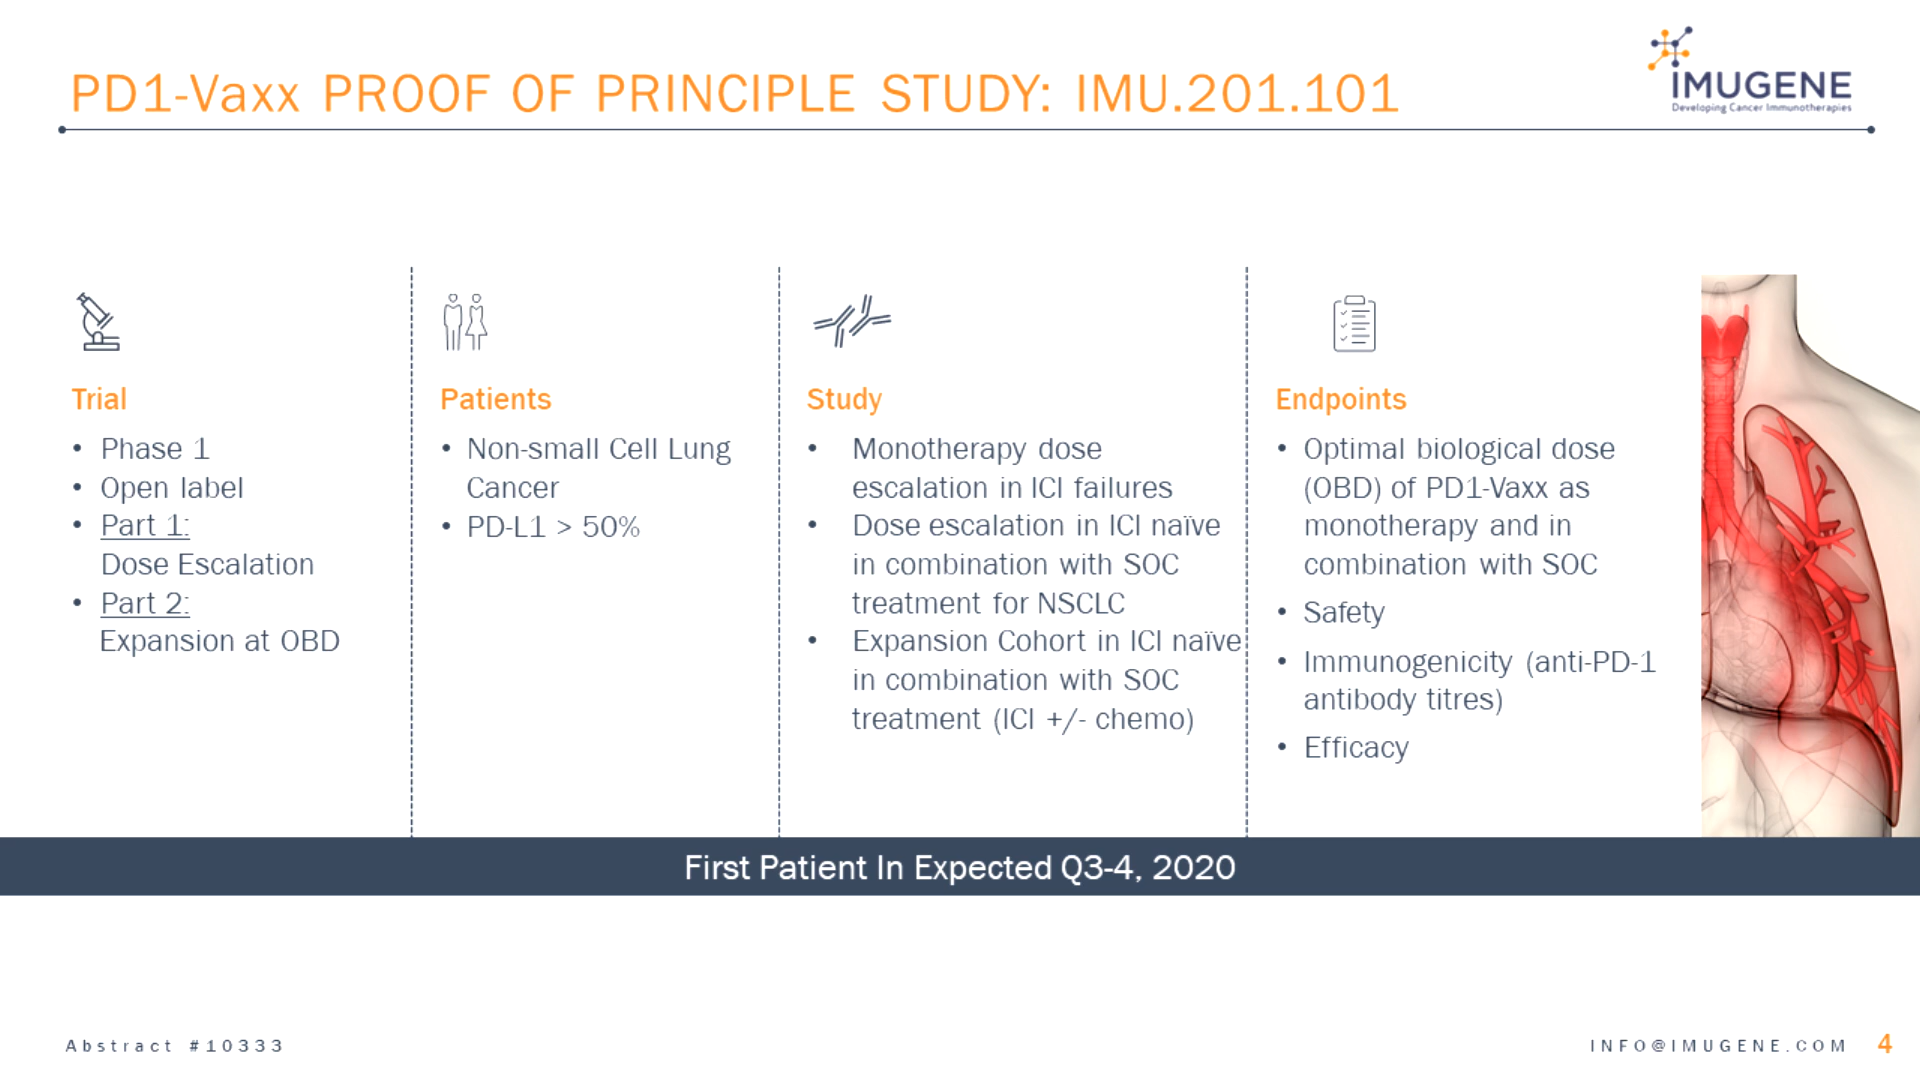 PD1-Vaxx PROOF OF PRINCIPLE STUDY: IMU.201.101
IMUGENE
Developing Cancer Immunotherapies
Trial
• Phase 1
• Open label
• Part 1:
Dose Escalation
• Part 2:
Expansion at OBD
Patients
• Non-small Cell Lung
Cancer
• PD-L1 > 50%
Study
• Monotherapy dose
escalation in ICI failures
• Dose escalation in ICI naïve
in combination with SOC
treatment for NSCLC
• Expansion Cohort in ICI naïve
in combination with SOC
treatment (ICI +/- chemo)
Endpoints
• Optimal biological dose
(OBD) of PD1-Vaxx as
monotherapy and in
combination with SOC
• Safety
• Immunogenicity (anti-PD-1
antibody titres)
• Efficacy
First Patient In Expected Q3-4, 2020
Abstract #10333
INFO@IMUGENE.COM 4